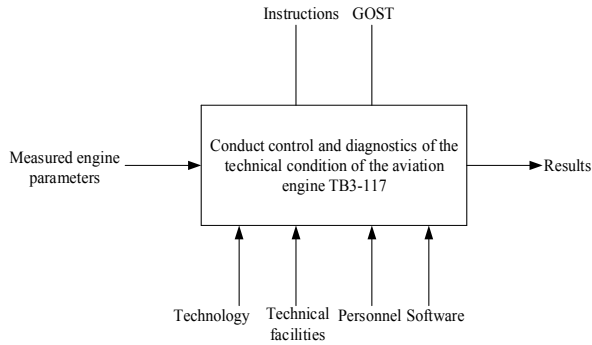 Instructions GOST
Conduct control and diagnostics of the
technical condition of the aviation
engine TB3-117
Measured engine
parameters
Results
Technology
Technical
facilities
Personnel
Software